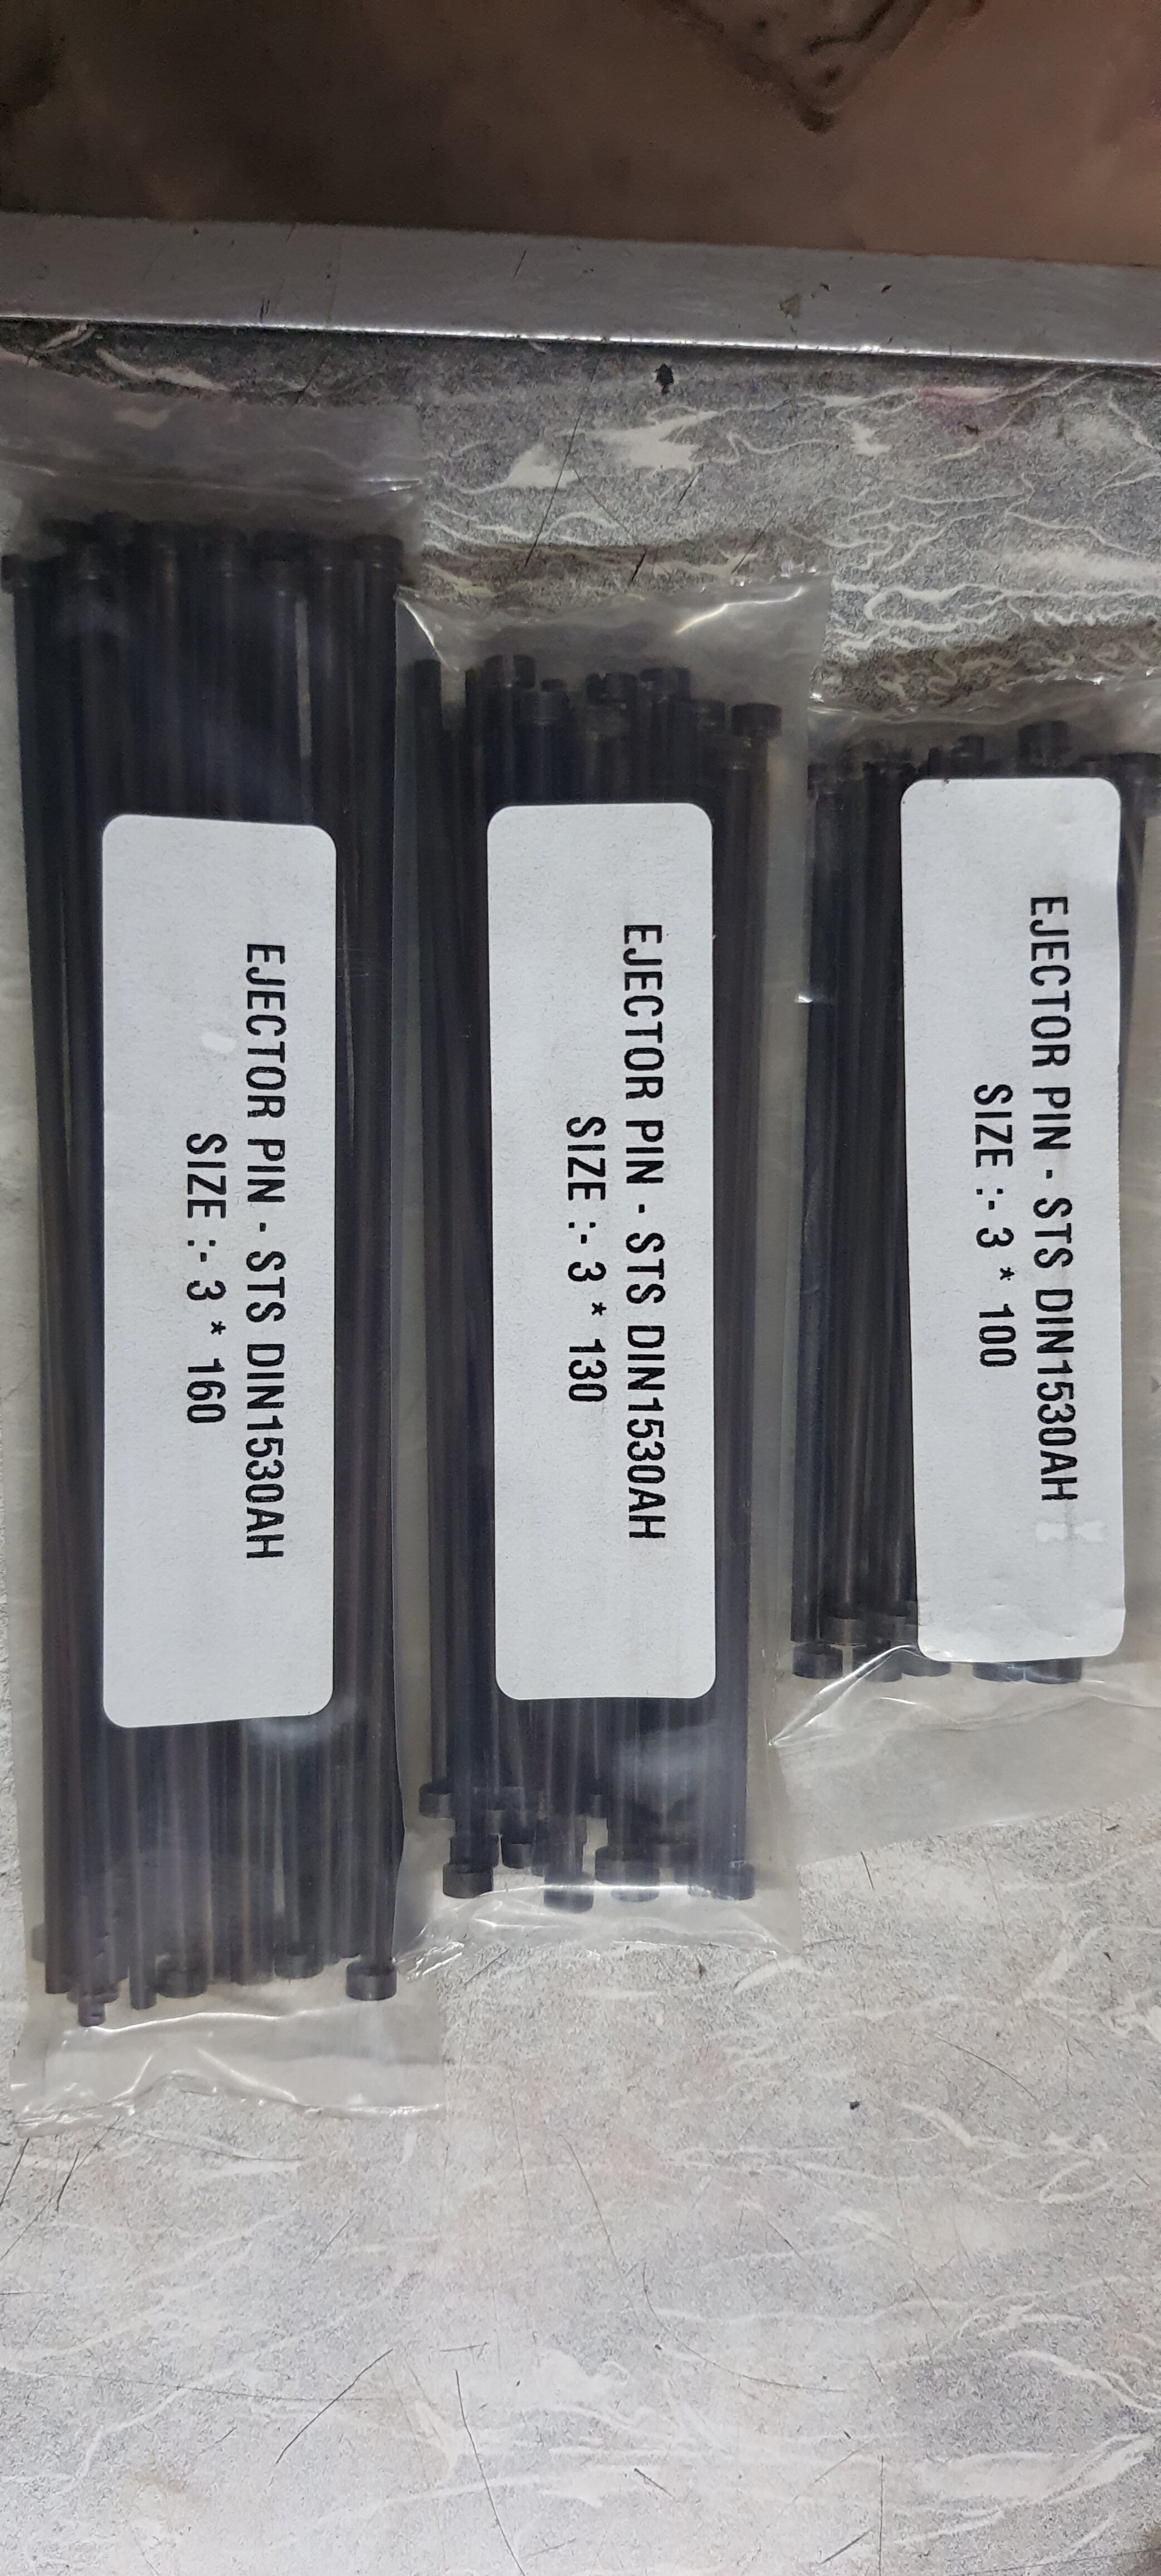 EJECTOR PIN - STS DIN1530AH
SIZE :- 3 * 160
EJECTOR PIN - STS DIN1530AH
SIZE :- 3 * 130
EJECTOR PIN - STS DIN1530AH
SIZE :- 3 * 100